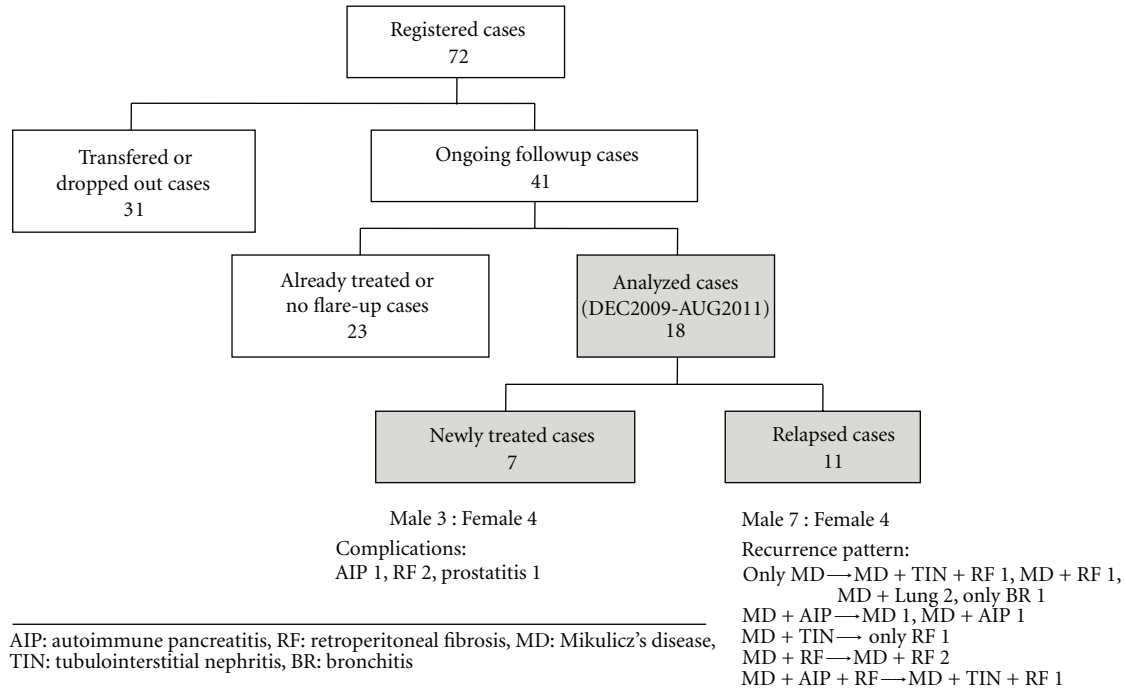 Registered cases
72
Transfered or
dropped out cases
31
Ongoing followup cases
41
Already treated or
no flare-up cases
23
Analyzed cases
(DEC2009-AUG2011)
18
Newly treated cases
7
Relapsed cases
11
Male 3 : Female 4
Complications:
AIP 1, RF 2, prostatitis 1
Male 7 : Female 4
Recurrence pattern:
Only MD→MD + TIN + RF 1, MD + RF 1,
MD + Lung 2, only BR 1
MD + AIP→MD 1, MD + AIP 1
MD + TIN→ only RF 1
MD + RF→MD + RF 2
MD + AIP + RF→MD + TIN + RF 1
AIP: autoimmune pancreatitis, RF: retroperitoneal fibrosis, MD: Mikulicz's disease,
TIN: tubulointerstitial nephritis, BR: bronchitis